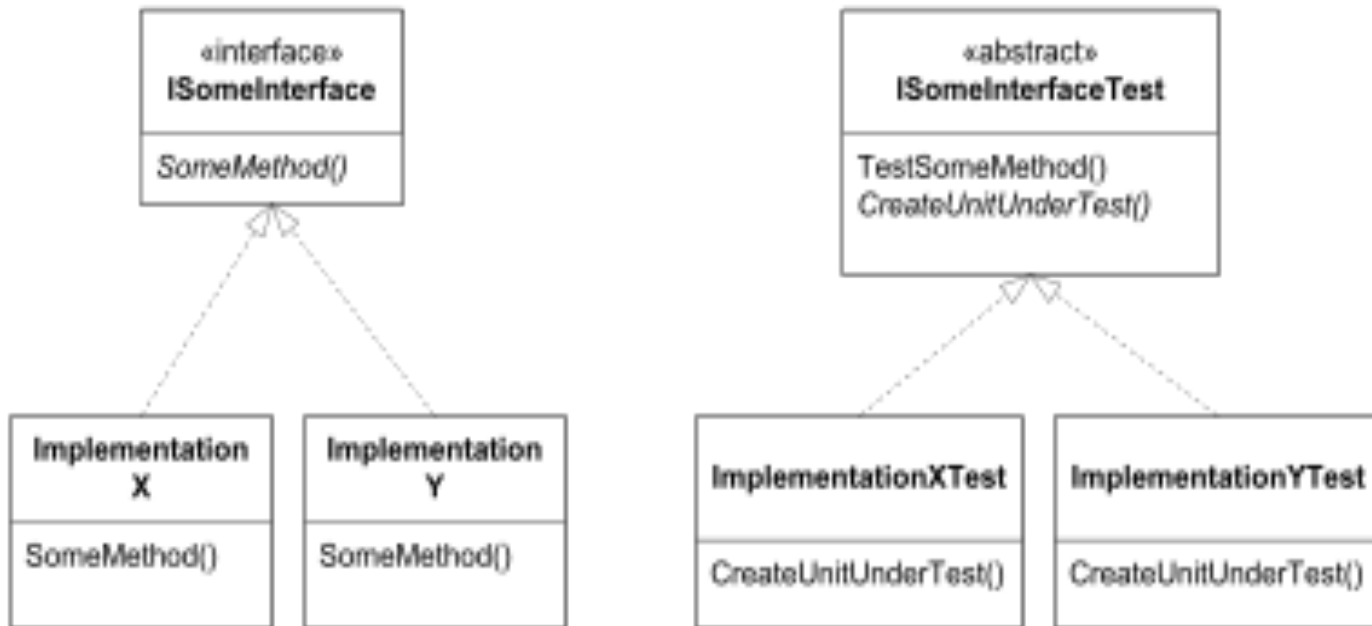 «interface»
ISomeInterface
SomeMethod()
«abstract»
ISomeInterfaceTest
TestSomeMethod()
CreateUnitUnderTest()
Implementation
X
SomeMethod()
Implementation
Y
SomeMethod()
ImplementationXTest
CreateUnitUnderTest()
ImplementationYTest
CreateUnitUnderTest()